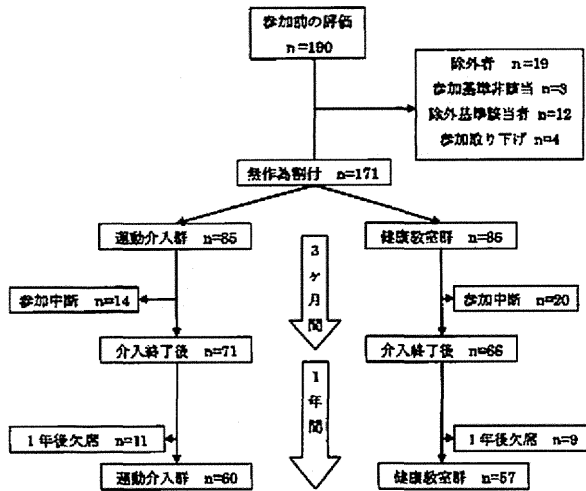 参加前の評価
n=190
除外者 n=19
参加基準非該当 n=3
除外基準該当者 n=12
参加取り下げ n=4
無作為割付 n=171
運動介入群 n=85
健康教室群 n=86
3ヶ月間
参加中断 n=14
参加中断 n=20
介入終了後 n=71
介入終了後 n=66
1年間
1年後欠席 n=11
1年後欠席 n=9
運動介入群 n=60
健康教室群 n=57